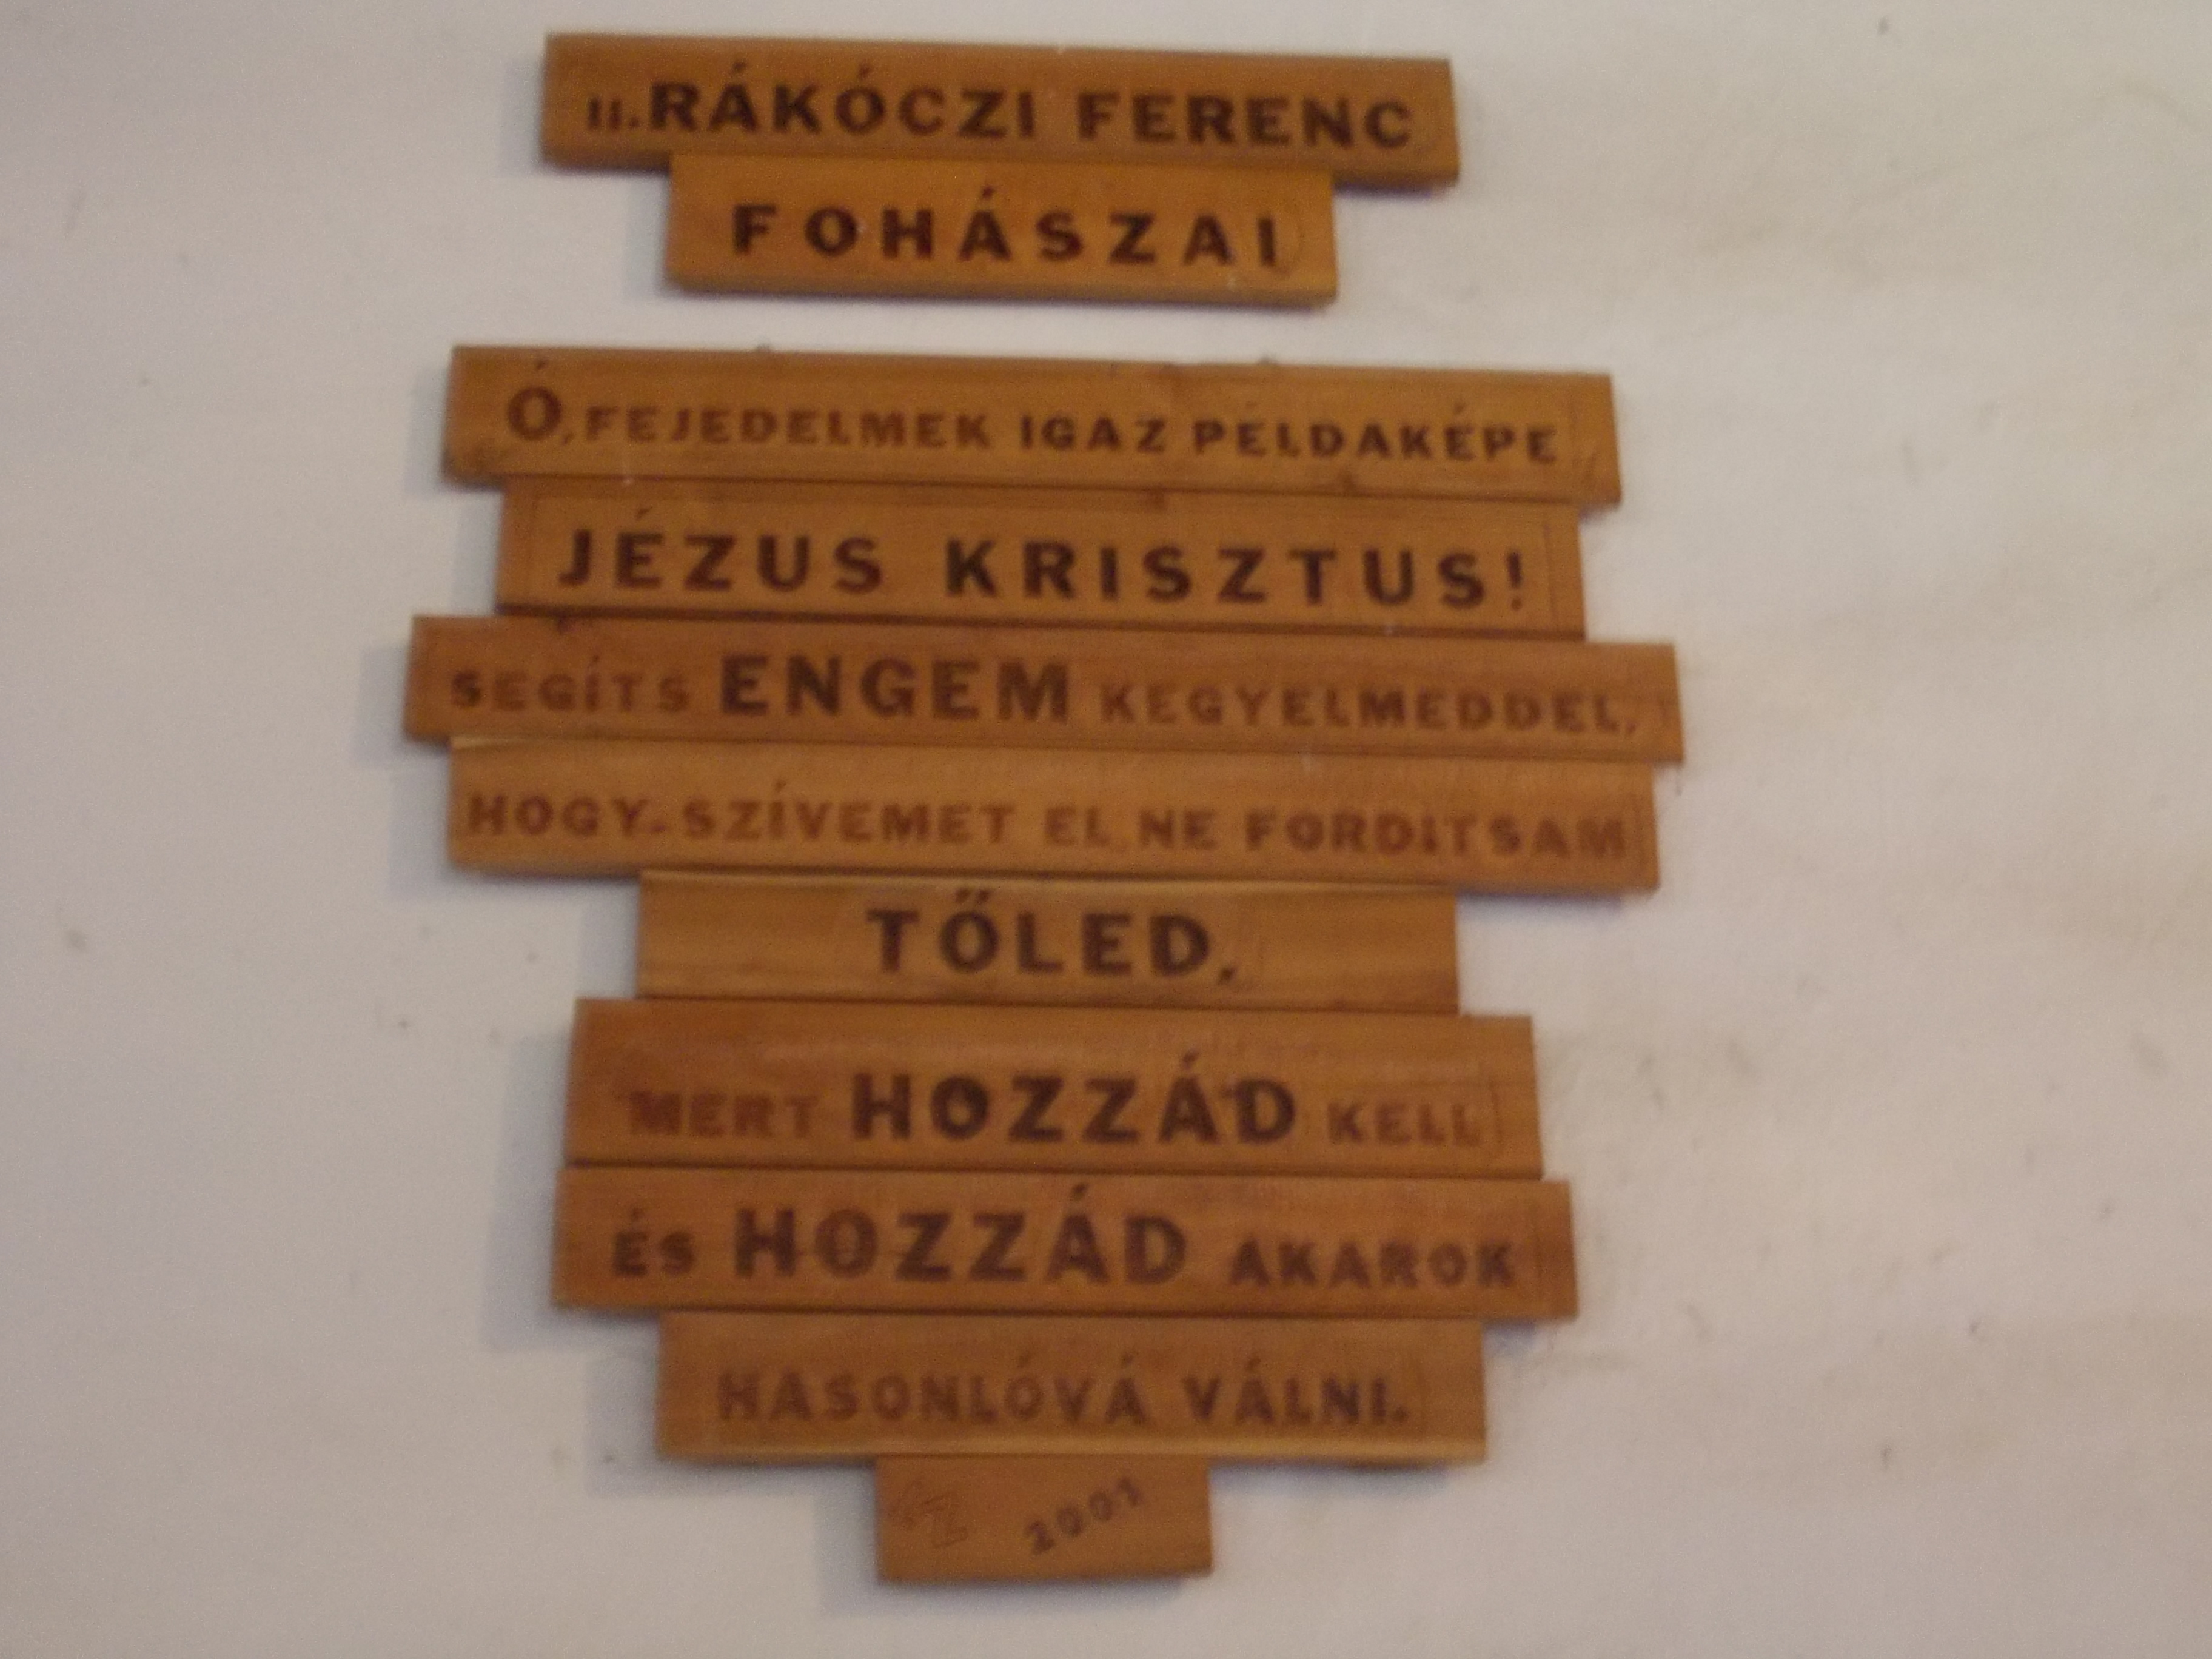 II. RÁKÓCZI FERENC
FOHÁSZAI
Ó, FEJEDELMEK IGAZ PÉLDAKÉPE
JÉZUS KRISZTUS!
SEGÍTS ENGEM KEGYELMEDDEL,
HOGY SZÍVEMET EL NE FORDITSAM
TŐLED,
MERT HOZZÁD KELL
ÉS HOZZÁD AKAROK
HASONLÓVÁ VÁLNI.
2001